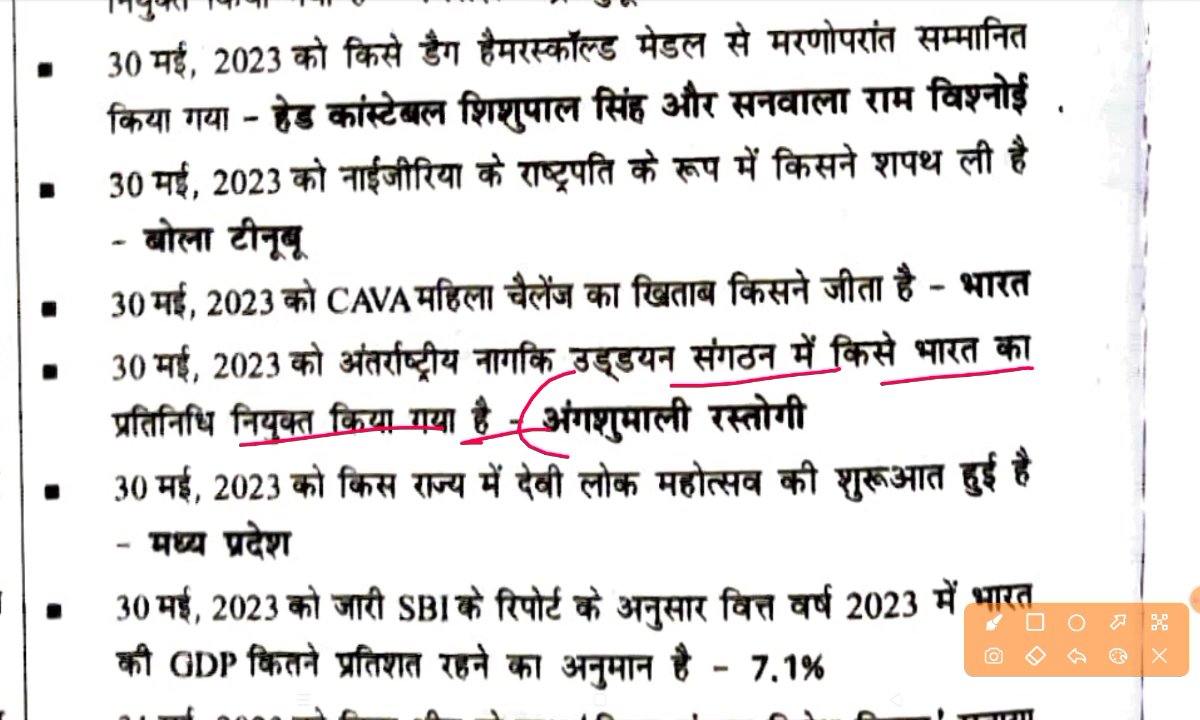 ▪ 30 मई, 2023 को किसे डैग हैमरस्कॉल्ड मेडल से मरणोपरांत सम्मानित
किया गया – हेड कांस्टेबल शिशुपाल सिंह और सनवाला राम विश्नोई
▪ 30 मई, 2023 को नाईजीरिया के राष्ट्रपति के रूप में किसने शपथ ली है
– बोला टीनूबू
▪ 30 मई, 2023 को CAVA महिला चैलेंज का खिताब किसने जीता है – भारत
▪ 30 मई, 2023 को अंतर्राष्ट्रीय नागकि उड्डयन संगठन में किसे भारत का
प्रतिनिधि नियुक्त किया गया है – अंगशुमाली रस्तोगी
▪ 30 मई, 2023 को किस राज्य में देवी लोक महोत्सव की शुरूआत हुई है
– मध्य प्रदेश
▪ 30 मई, 2023 को जारी SBI के रिपोर्ट के अनुसार वित्त वर्ष 2023 में भारत
की GDP कितने प्रतिशत रहने का अनुमान है – 7.1%